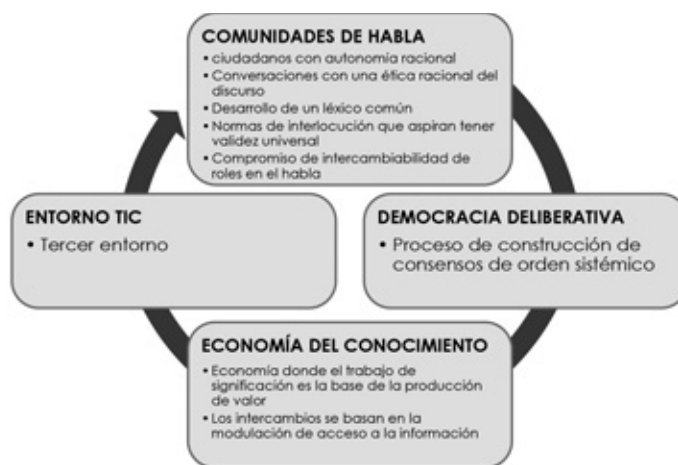 COMUNIDADES DE HABLA
• ciudadanos con autonomía racional
• Conversaciones con una ética racional del
discurso
• Desarrollo de un léxico común
• Normas de interlocución que aspiran tener
validez universal
• Compromiso de intercambiabilidad de
roles en el habla
ENTORNO TIC
• Tercer entorno
DEMOCRACIA DELIBERATIVA
• Proceso de construcción de
consensos de orden sistémico
ECONOMÍA DEL CONOCIMIENTO
• Economía donde el trabajo de
significación es la base de la producción
de valor
• Los intercambios se basan en la
modulación de acceso a la información